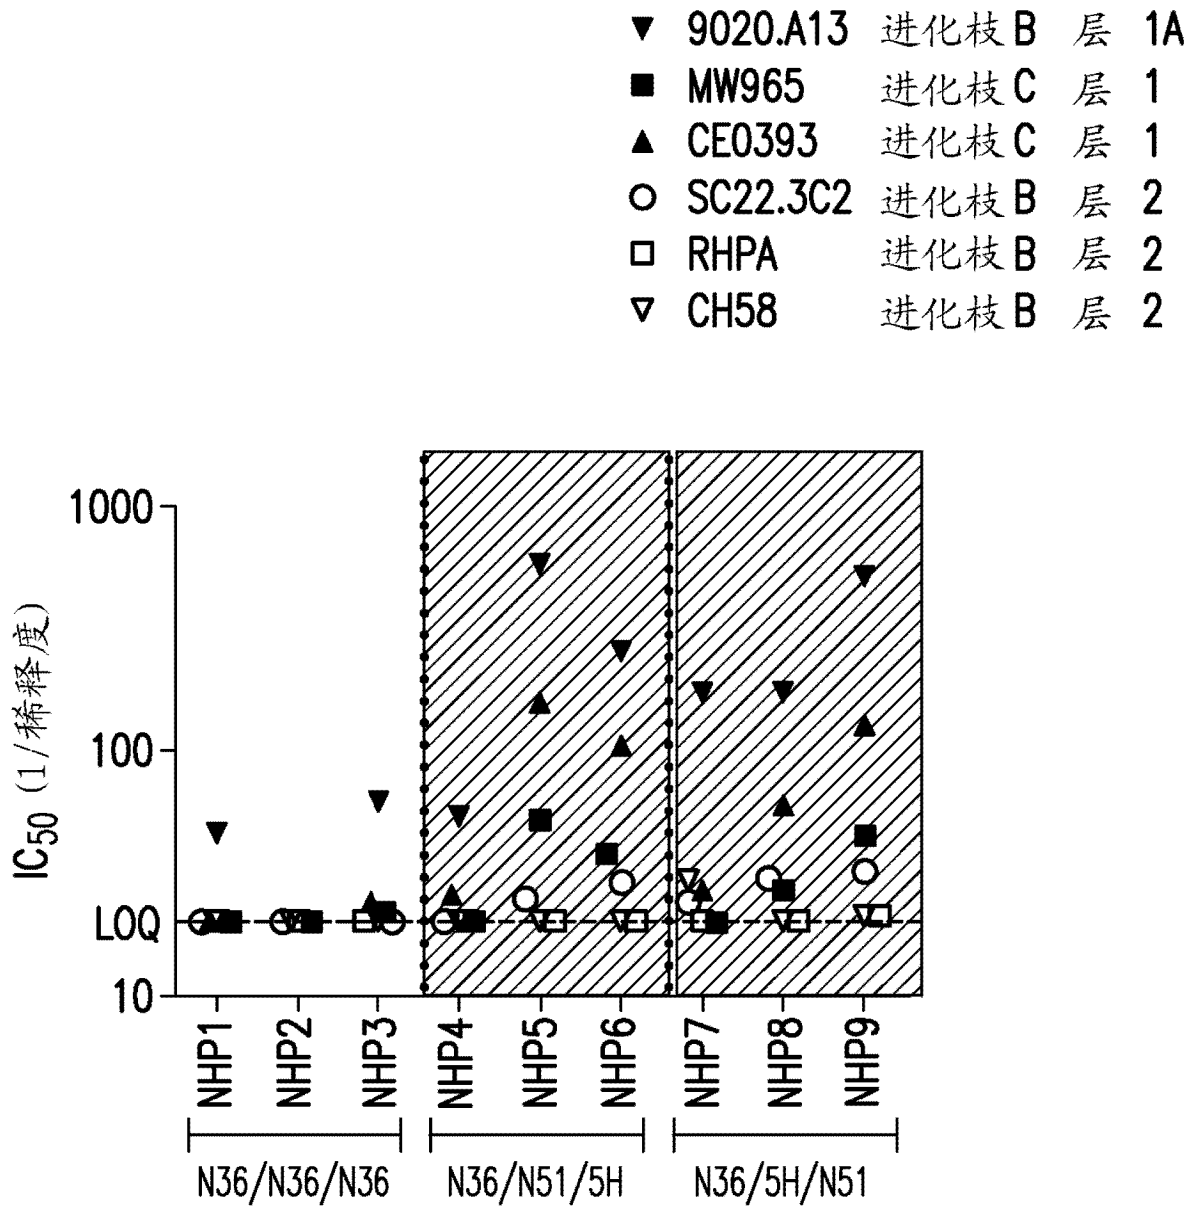 9020.A13 进化枝B 层 1A
MW965 进化枝C 层 1
CE0393 进化枝C 层 1
SC22.3C2 进化枝B 层 2
RHPA 进化枝B 层 2
CH58 进化枝B 层 2
IC50 (1/稀释度)
1000
100
LOQ
10
NHP1
NHP2
NHP3
NHP4
NHP5
NHP6
NHP7
NHP8
NHP9
N36/N36/N36
N36/N51/5H
N36/5H/N51